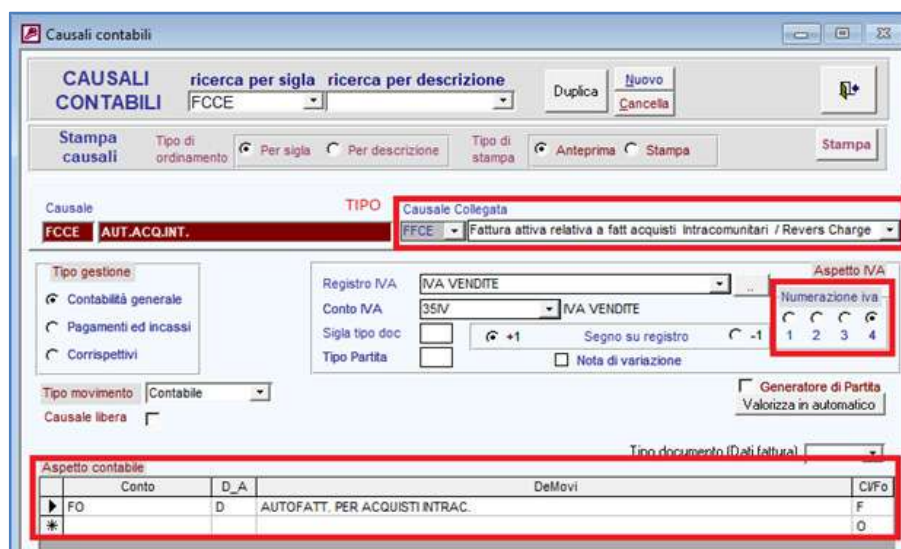 Causali contabili
CAUSALI CONTABILI
ricerca per sigla ricerca per descrizione
FCCE
Duplica
Nuovo
Cancella
Stampa causali
Tipo di ordinamento
Per sigla Per descrizione
Tipo di stampa
Anteprima Stampa
Stampa
Causale
TIPO
Causale Collegata
FCCE AUT.ACQ.INT.
FFCE Fattura attiva relativa a fatt acquisti Intracomunitari / Revers Charge
Tipo gestione
Contabilità generale
Pagamenti ed incassi
Corrispettivi
Registro IVA IVA VENDITE ..
Conto IVA 35IV IVA VENDITE
Sigla tipo doc +1 Segno su registro -1
Tipo Partita Nota di variazione
Aspetto IVA
Numerazione iva
1 2 3 4
Tipo movimento Contabile
Causale libera
Generatore di Partita
Valorizza in automatico
Tipo documento (Dati fattura)
Aspetto contabile
Conto D_A DeMovi Cl/Fo
FO D AUTOFATT. PER ACQUISTI INTRAC. F
O